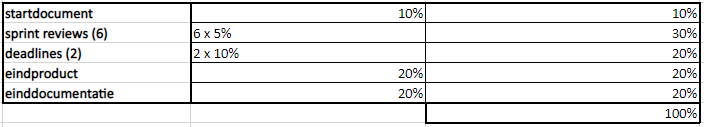 startdocument 10% 10%
sprint reviews (6) 6 x 5% 30%
deadlines (2) 2 x 10% 20%
eindproduct 20% 20%
einddocumentatie 20% 20%
100%